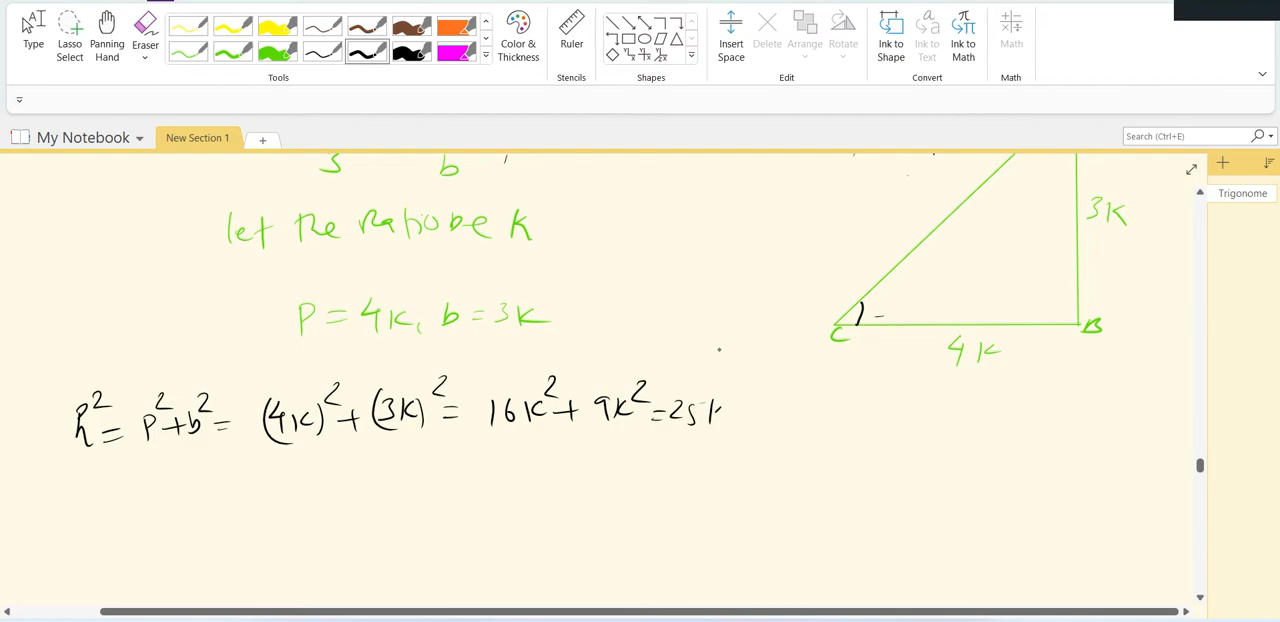 Type
Lasso Select
Panning Hand
Eraser
Color & Thickness
Ruler
Insert Space
Delete
Arrange
Rotate
Ink to Shape
Ink to Text
Ink to Math
Math
Tools
Stencils
Shapes
Edit
Convert
Math
My Notebook
New Section 1
Search (Ctrl+E)
Trigonome
b
let the ratio be K
P = 4K, b = 3K
3K
C
B
4K
h² = p² + b² = (4K)² + (3K)² = 16K² + 9K² = 25K